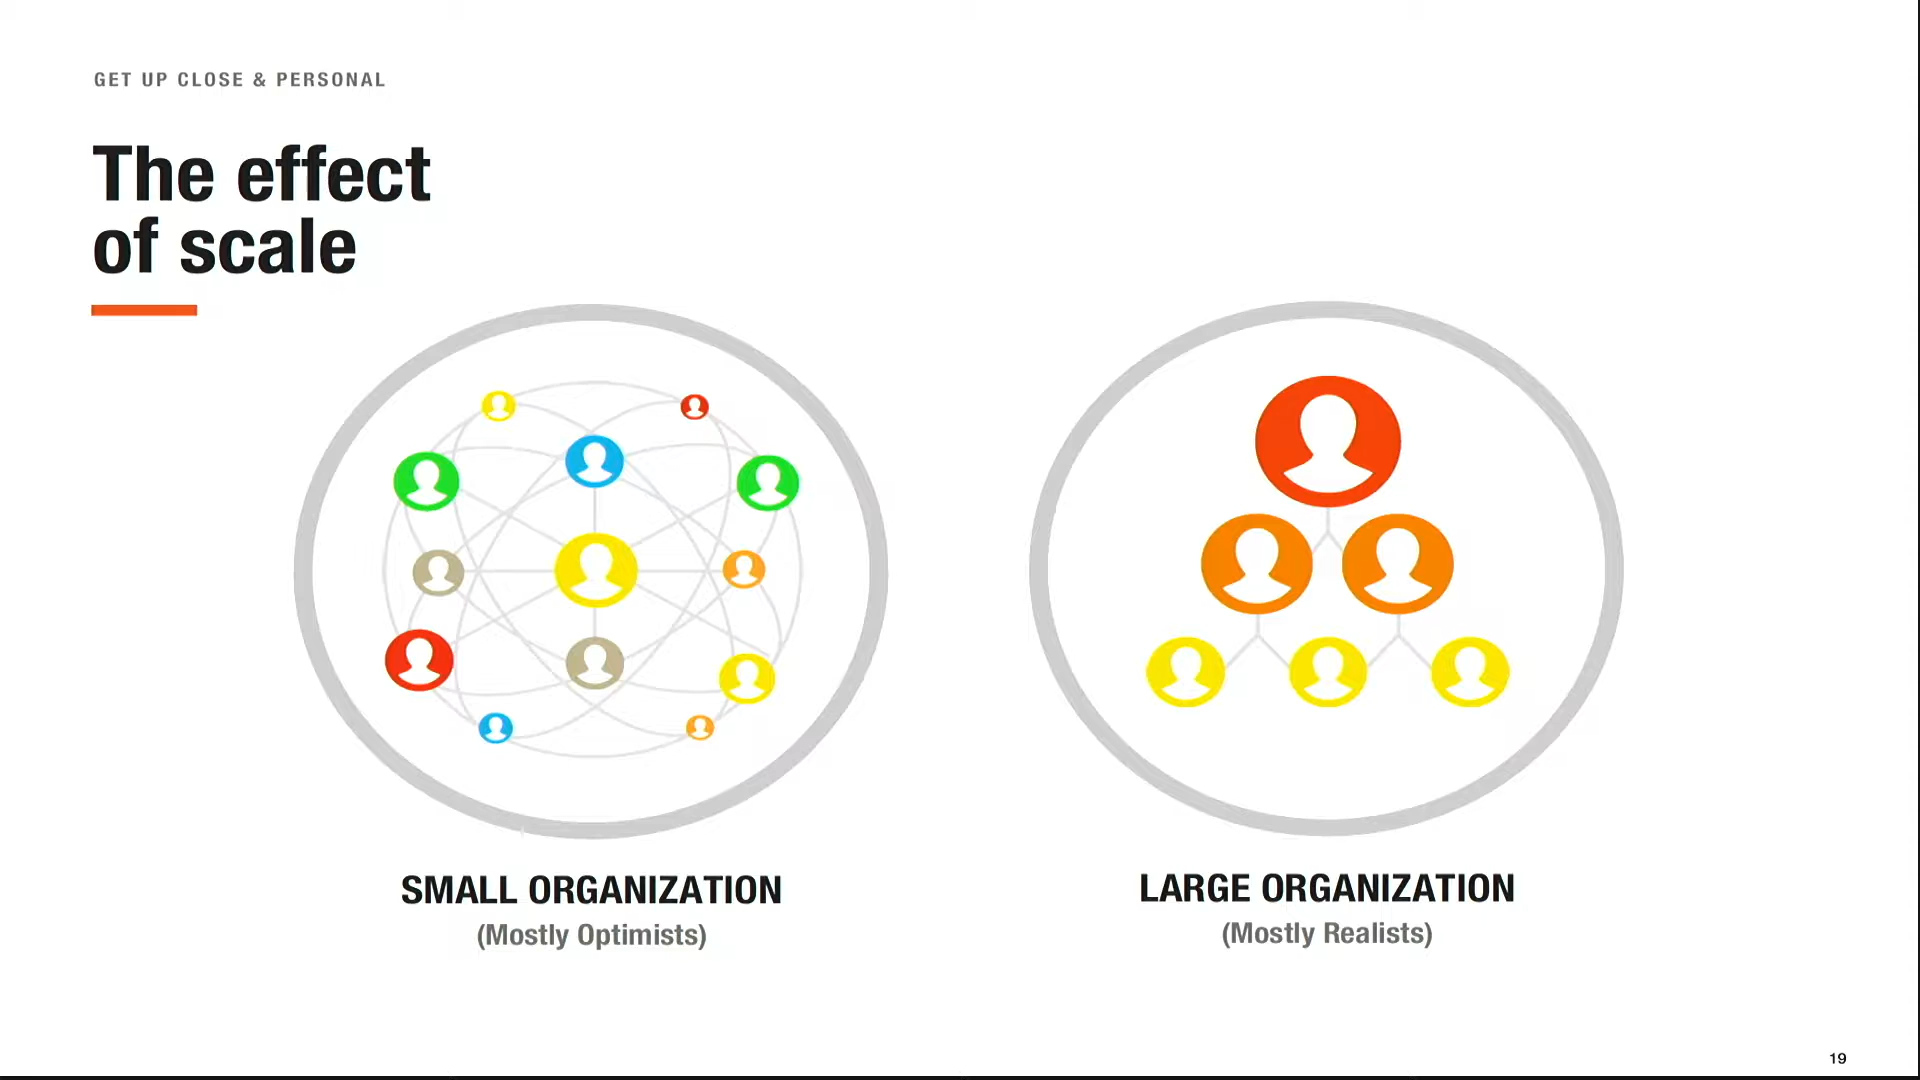 GET UP CLOSE & PERSONAL
The effect
of scale
SMALL ORGANIZATION
(Mostly Optimists)
LARGE ORGANIZATION
(Mostly Realists)
19